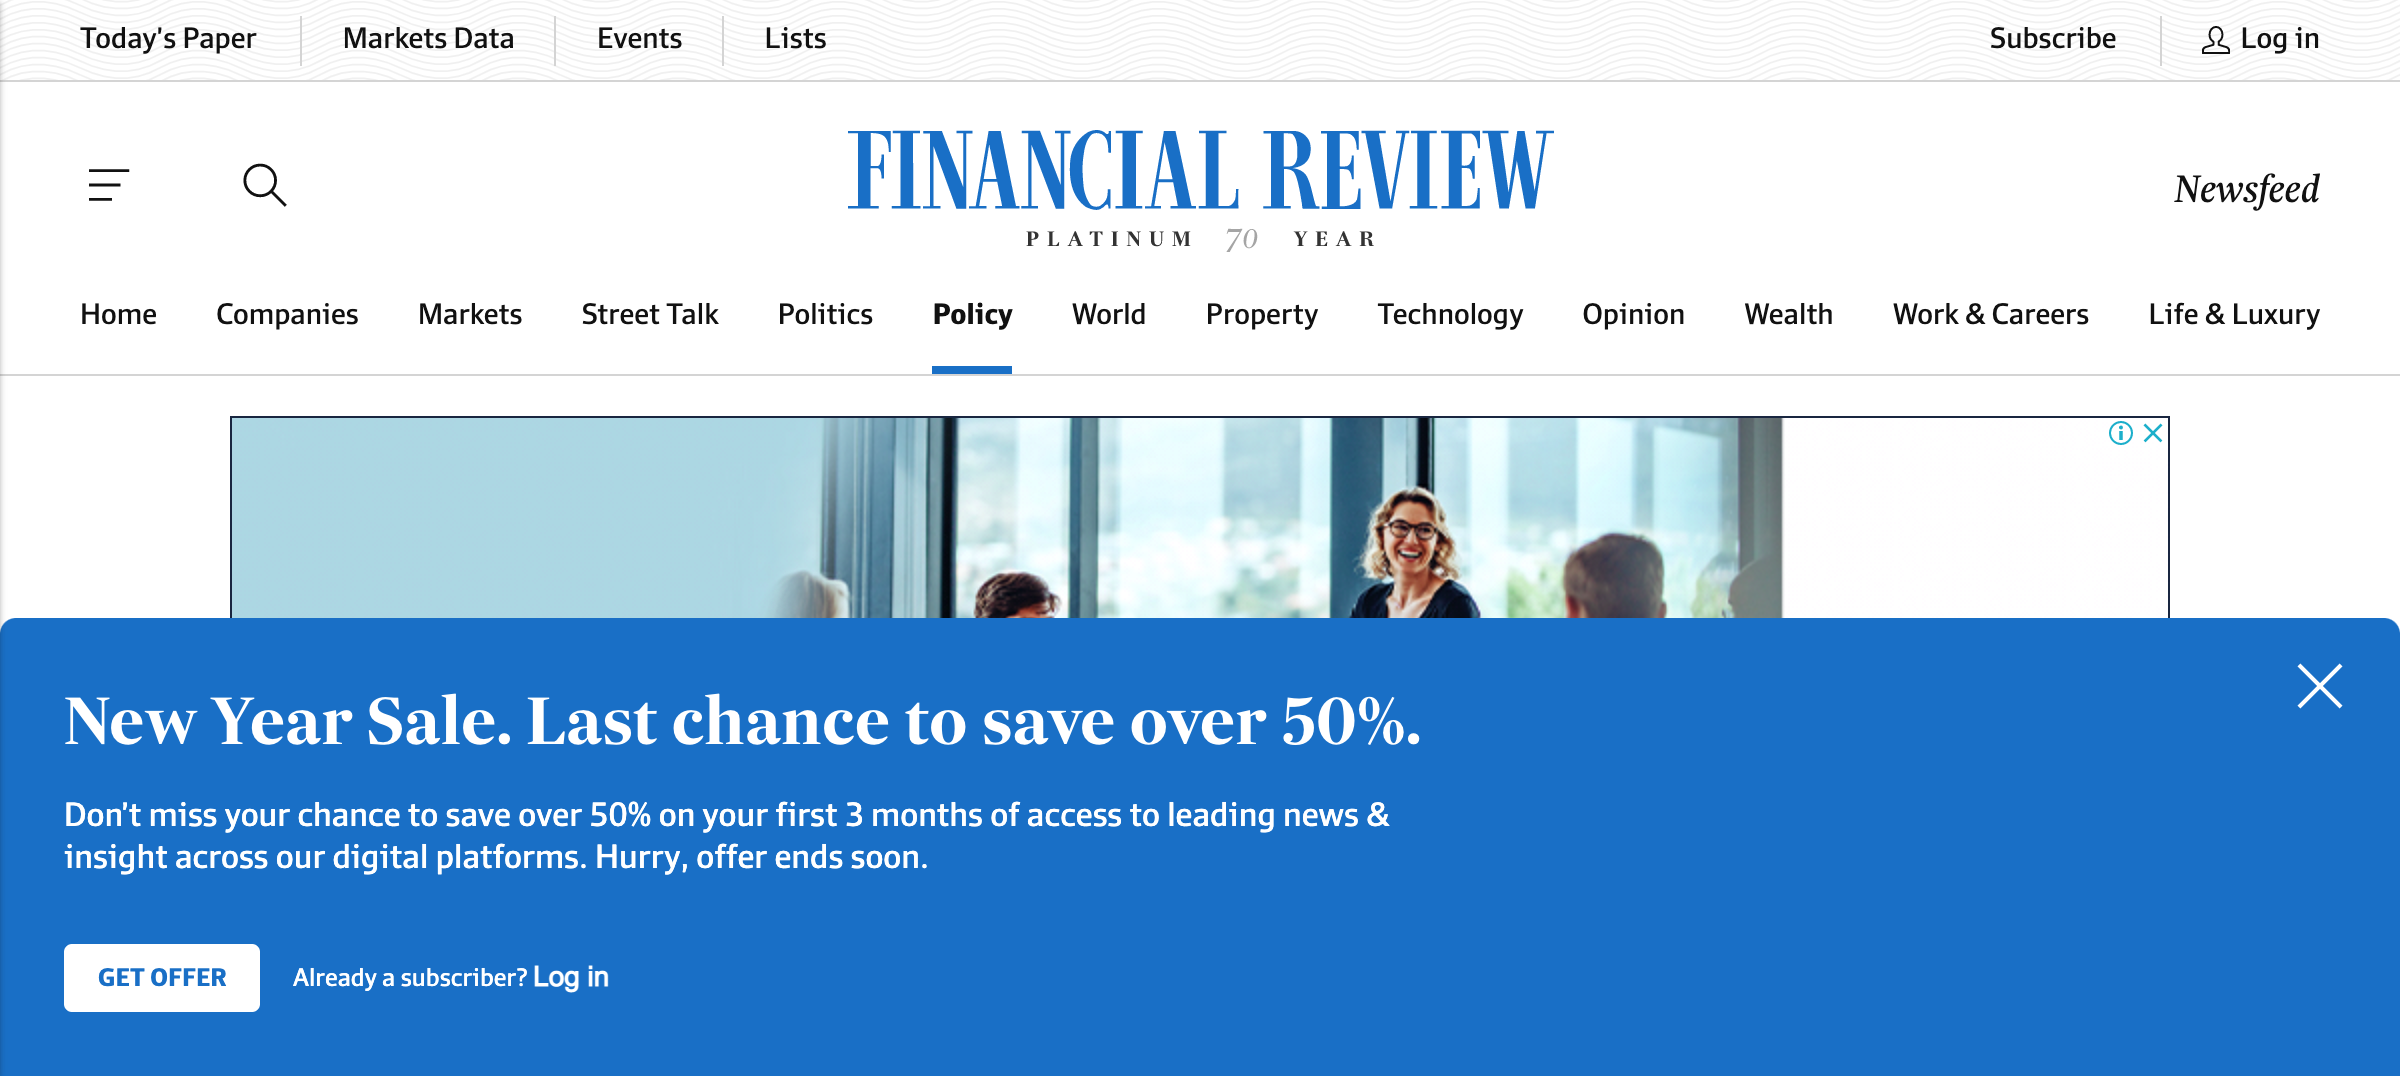 Today's Paper
Markets Data
Events
Lists
Subscribe
Log in
FINANCIAL REVIEW
PLATINUM 70 YEAR
Newsfeed
Home
Companies
Markets
Street Talk
Politics
Policy
World
Property
Technology
Opinion
Wealth
Work & Careers
Life & Luxury
New Year Sale. Last chance to save over 50%.
Don't miss your chance to save over 50% on your first 3 months of access to leading news &
insight across our digital platforms. Hurry, offer ends soon.
GET OFFER
Already a subscriber? Log in